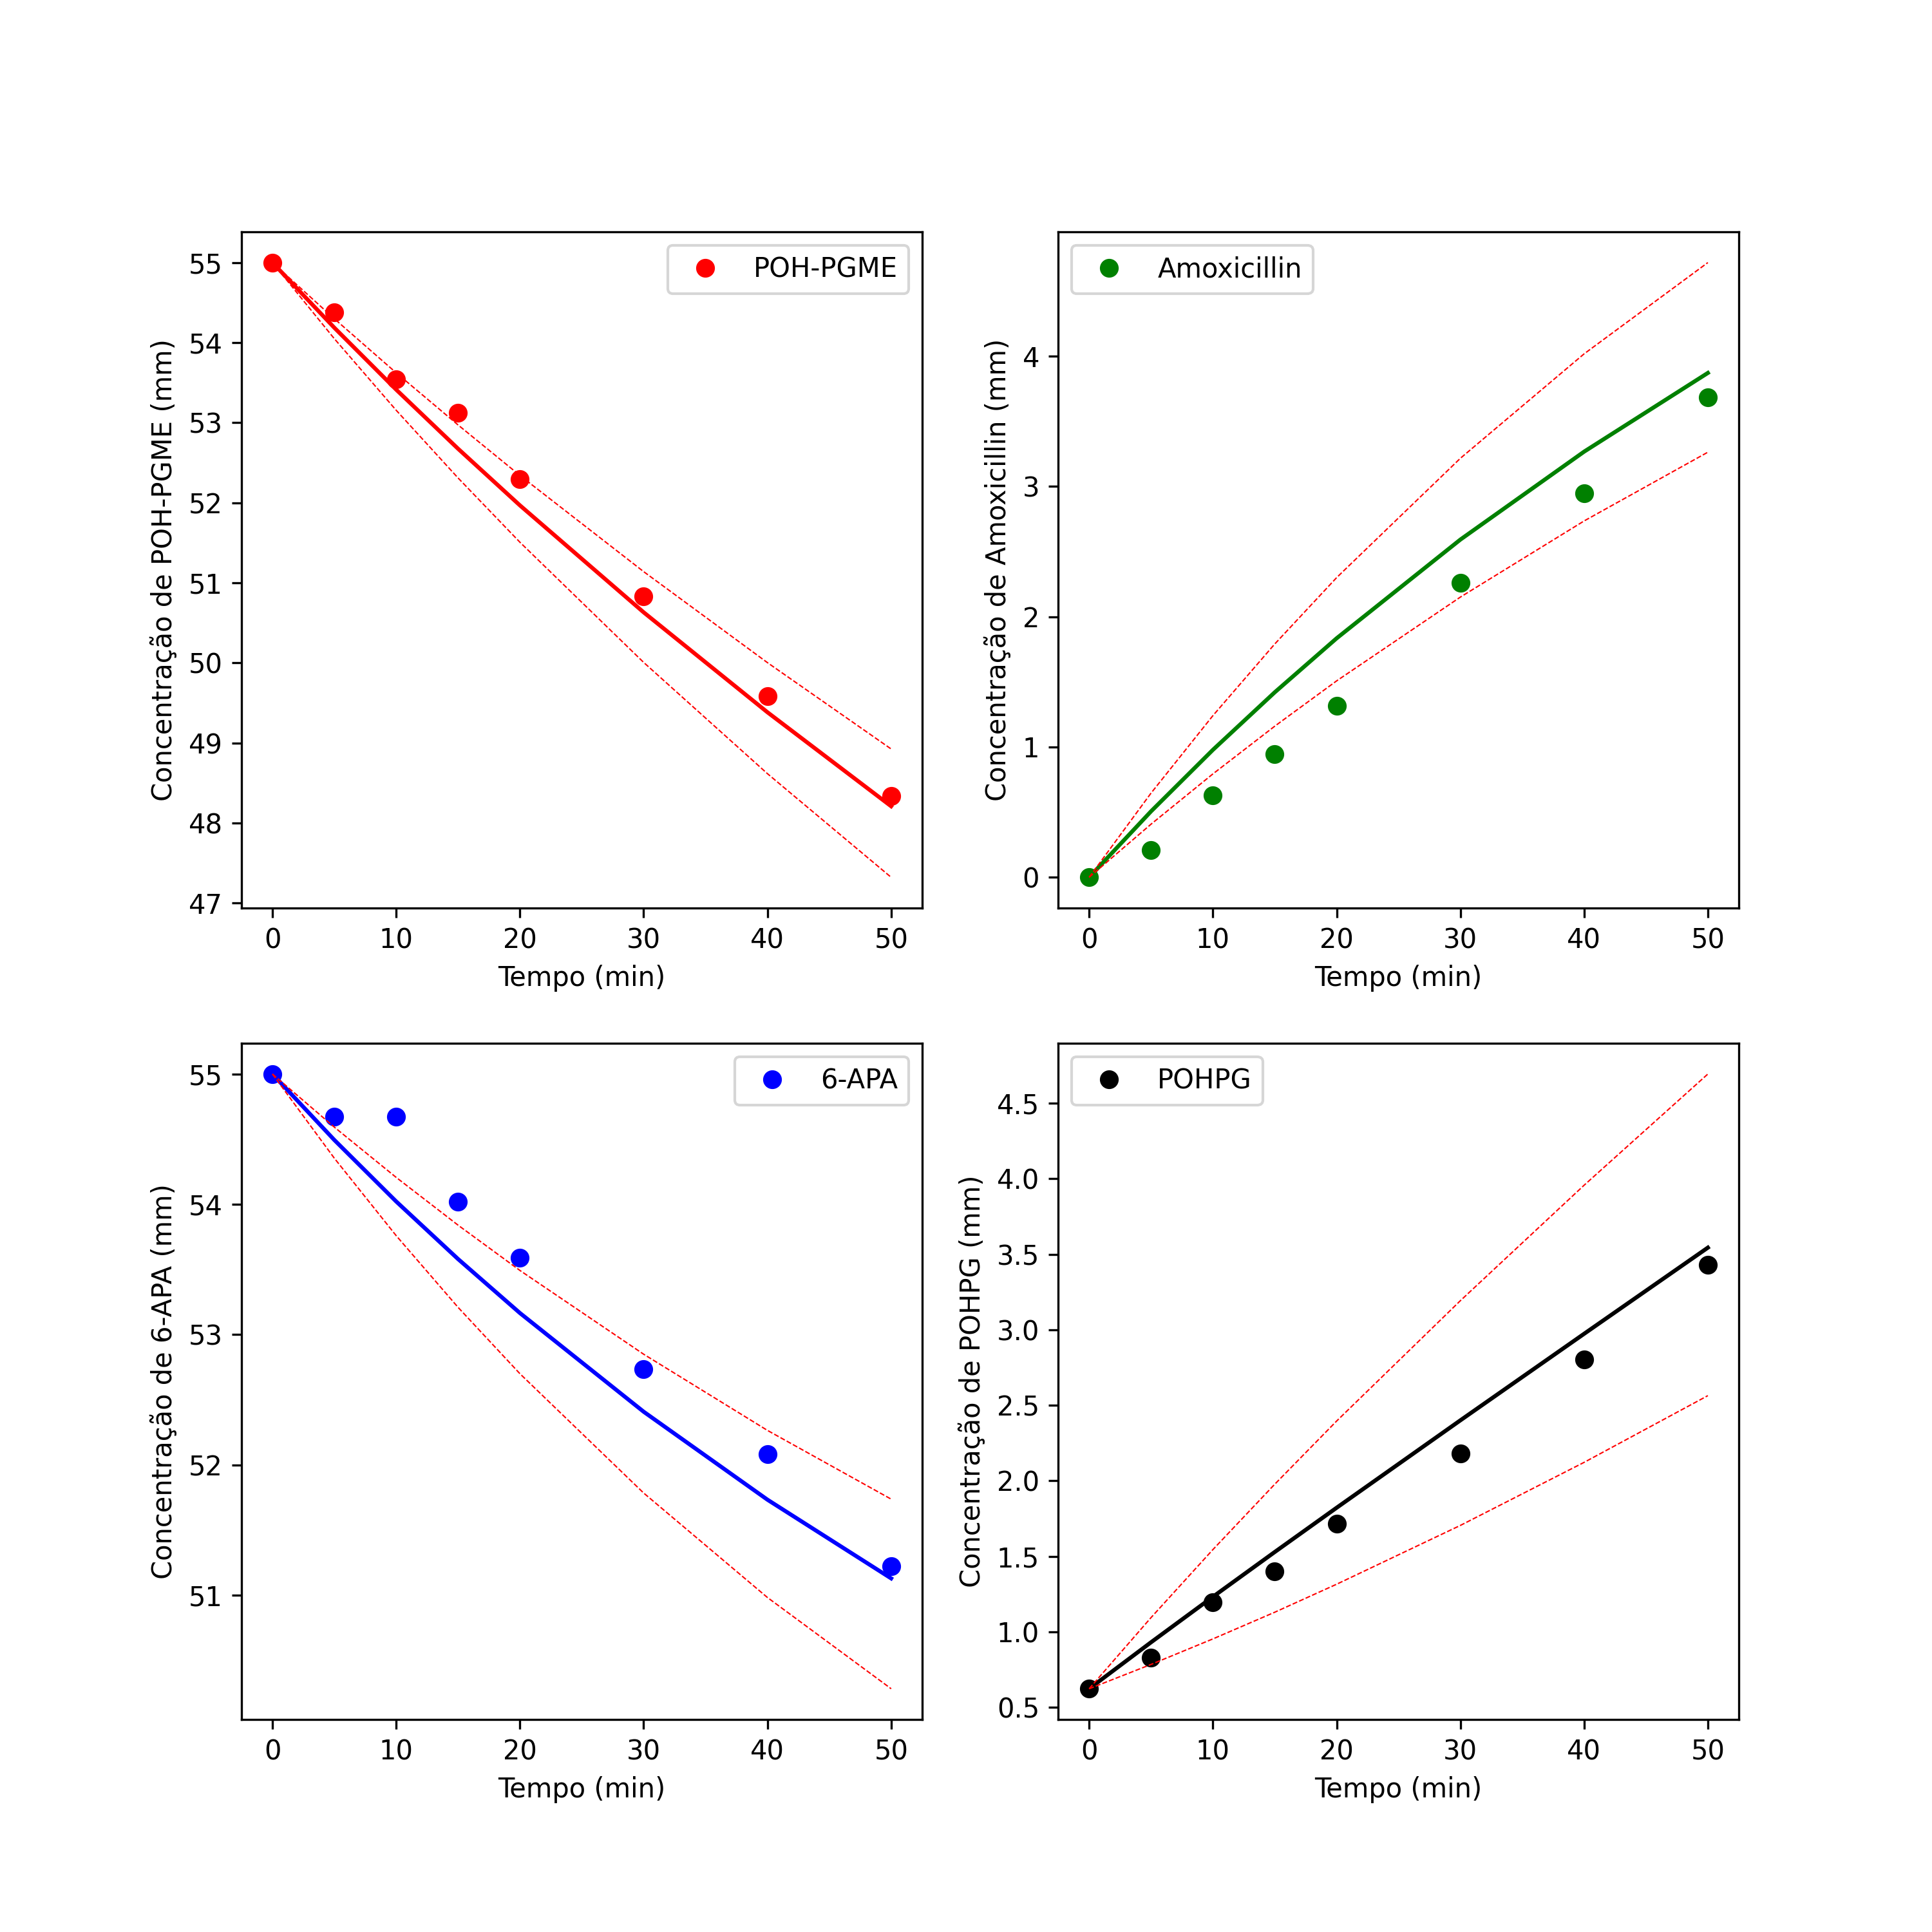 POH-PGME
55
54
53
52
51
50
49
48
47
Concentração de POH-PGME (mm)
0 10 20 30 40 50
Tempo (min)
Amoxicillin
4
3
2
1
0
Concentração de Amoxicillin (mm)
0 10 20 30 40 50
Tempo (min)
6-APA
55
54
53
52
51
Concentração de 6-APA (mm)
0 10 20 30 40 50
Tempo (min)
POHPG
4.5
4.0
3.5
3.0
2.5
2.0
1.5
1.0
0.5
Concentração de POHPG (mm)
0 10 20 30 40 50
Tempo (min)